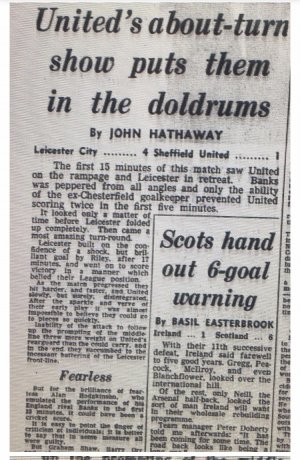 United's about-turn
show puts them
in the doldrums
By JOHN HATHAWAY
Leicester City ......... 4 Sheffield United ......... 1
The first 15 minutes of this match saw United
on the rampage and Leicester in retreat. Banks
was peppered from all angles and only the ability
of the ex-Chesterfield goalkeeper prevented United
scoring twice in the first five minutes.
It looked only a matter of
time before Leicester folded
up completely. Then came a
most amazing turn-round.
Leicester built on the con-
fidence of a shock, but bril-
liant goal by Riley, after 17
minutes, and went on to score
victory in a manner which
belied their League position.
As the match progressed they
hit harder, and faster, and United
slowly, but surely, disintegrated.
After the sparkle and verve of
their early play it was almost
impossible to believe they could go
to pieces so quickly.
Inability of the attack to follow
up the prompting of the middle-
line threw more weight on United's
rearguard than they could carry, and
in the end they succumbed to the
incessant battering of the Leicester
front-line.
Fearless
But for the brilliance of fear-
less Alan Hodgkinson, who
emulated the performance of his
England rival Banks in the first
15 minutes, it could have been a
cricket score.
It is easy to point the finger of
criticism at individuals; it is better
to say that in some measure all
were guilty.
But Graham Shaw, Harry Orr
Scots hand
out 6-goal
warning
By BASIL EASTERBROOK
Ireland ... 1 Scotland ... 6
With their 11th successive
defeat, Ireland said farewell
to five good years. Gregg, Pea-
cock, McIlroy, and even
Blanchflower, looked over the
international hill.
Of the rest, only Neill, the
Arsenal half-back, looked the
sort of man Ireland will want
in their wholesale rebuilding
programme.
Team manager Peter Doherty
told me afterwards: "It has
been coming for some time. The
road back looks like being a